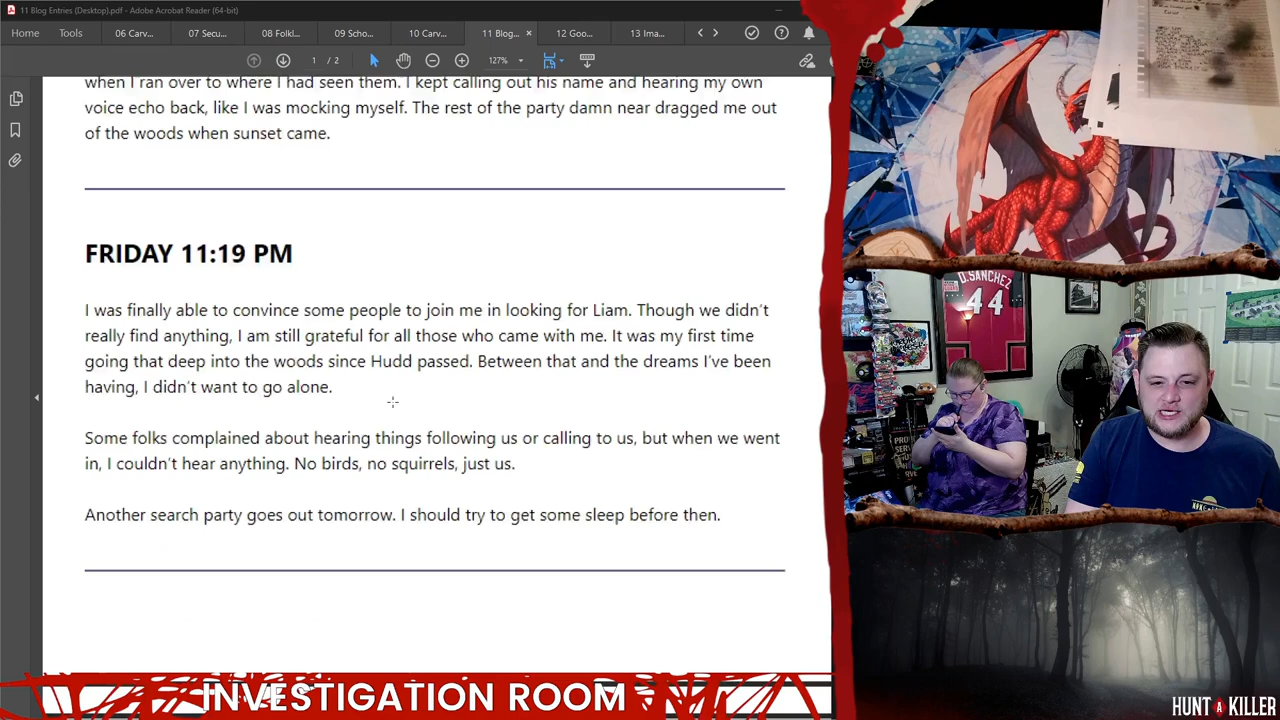 11 Blog Entries (Desktop).pdf - Adobe Acrobat Reader (64-bit)
Home
Tools
06 Carv...
07 Secu...
08 Folkl...
09 Scho...
10 Carv...
11 Blog...
12 Goo...
13 Ima...
1 / 2
127%
when I ran over to where I had seen them. I kept calling out his name and hearing my own
voice echo back, like I was mocking myself. The rest of the party damn near dragged me out
of the woods when sunset came.
FRIDAY 11:19 PM
I was finally able to convince some people to join me in looking for Liam. Though we didn't
really find anything, I am still grateful for all those who came with me. It was my first time
going that deep into the woods since Hudd passed. Between that and the dreams I've been
having, I didn't want to go alone.
Some folks complained about hearing things following us or calling to us, but when we went
in, I couldn't hear anything. No birds, no squirrels, just us.
Another search party goes out tomorrow. I should try to get some sleep before then.
INVESTIGATION ROOM
D.SANCHEZ
44
HUNT A KILLER